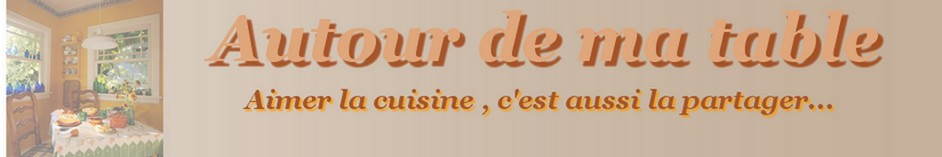 Autour de ma table
Aimer la cuisine , c'est aussi la partager...